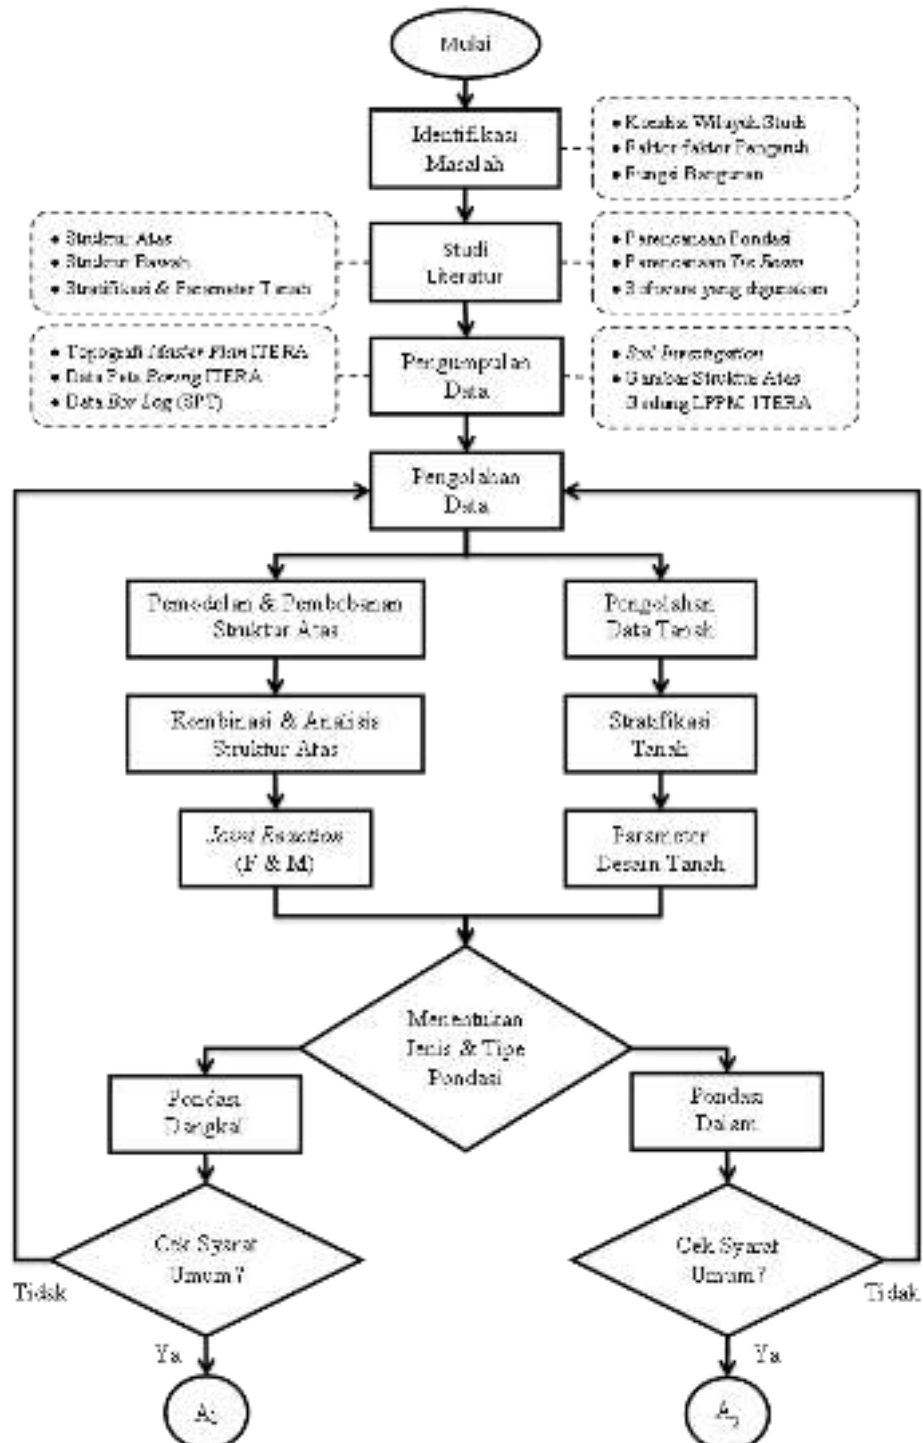 Mulai
Identifikasi
Masalah
• Kondisi Wilayah Studi
• Faktor-faktor Pengaruh
• Fungsi Bangunan
• Struktur Atas
• Struktur Bawah
• Stratifikasi & Parameter Tanah
Studi
Literatur
• Perencanaan Pondasi
• Perencanaan Tie Beam
• Software yang digunakan
• Topografi Master Plan ITERA
• Data Peta Borung ITERA
• Data Bor Log (SPT)
Pengumpulan
Data
• Soil Investigation
• Gambar Struktur Atas
Gedung LPPM ITERA
Pengolahan
Data
Pemodelan & Pembebanan
Struktur Atas
Pengolahan
Data Tanah
Kombinasi & Analisis
Struktur Atas
Stratifikasi
Tanah
Joint Reaction
(F & M)
Parameter
Desain Tanah
Menentukan
Jenis & Tipe
Pondasi
Pondasi
Dangkal
Pondasi
Dalam
Cek Syarat
Umum?
Cek Syarat
Umum?
Tidak
Tidak
Ya
Ya
A1
A2